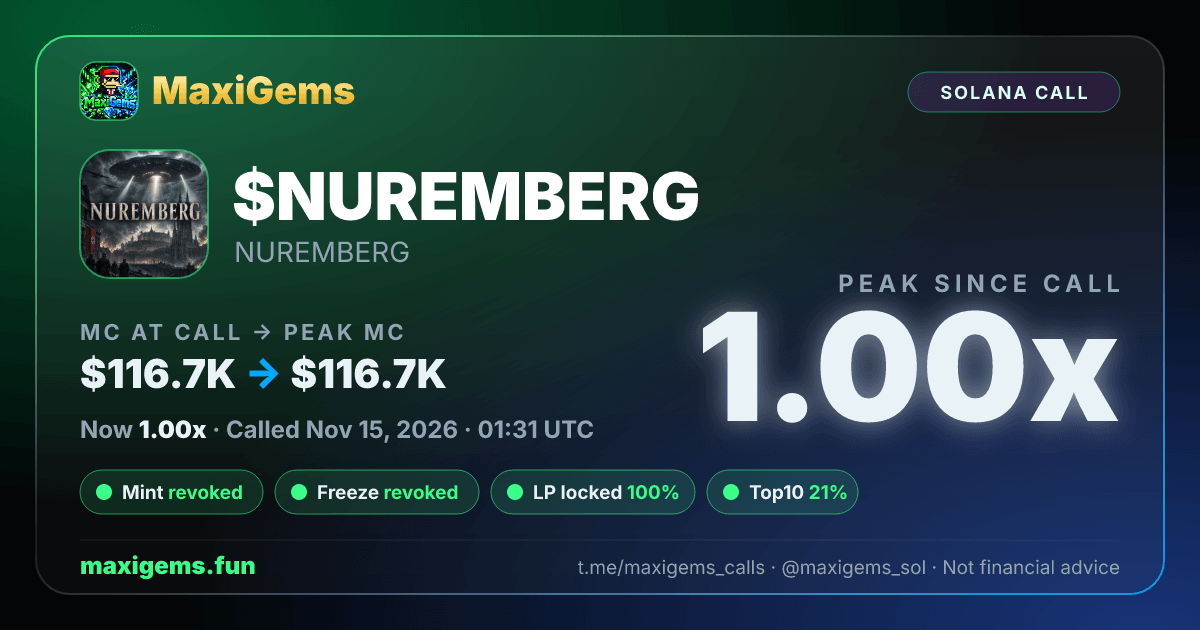 MaxiGems
MaxiGems
SOLANA CALL
NUREMBERG
$NUREMBERG
NUREMBERG
PEAK SINCE CALL
1.00x
MC AT CALL → PEAK MC
$116.7K → $116.7K
Now 1.00x · Called Nov 15, 2026 · 01:31 UTC
Mint revoked
Freeze revoked
LP locked 100%
Top10 21%
maxigems.fun
t.me/maxigems_calls · @maxigems_sol · Not financial advice